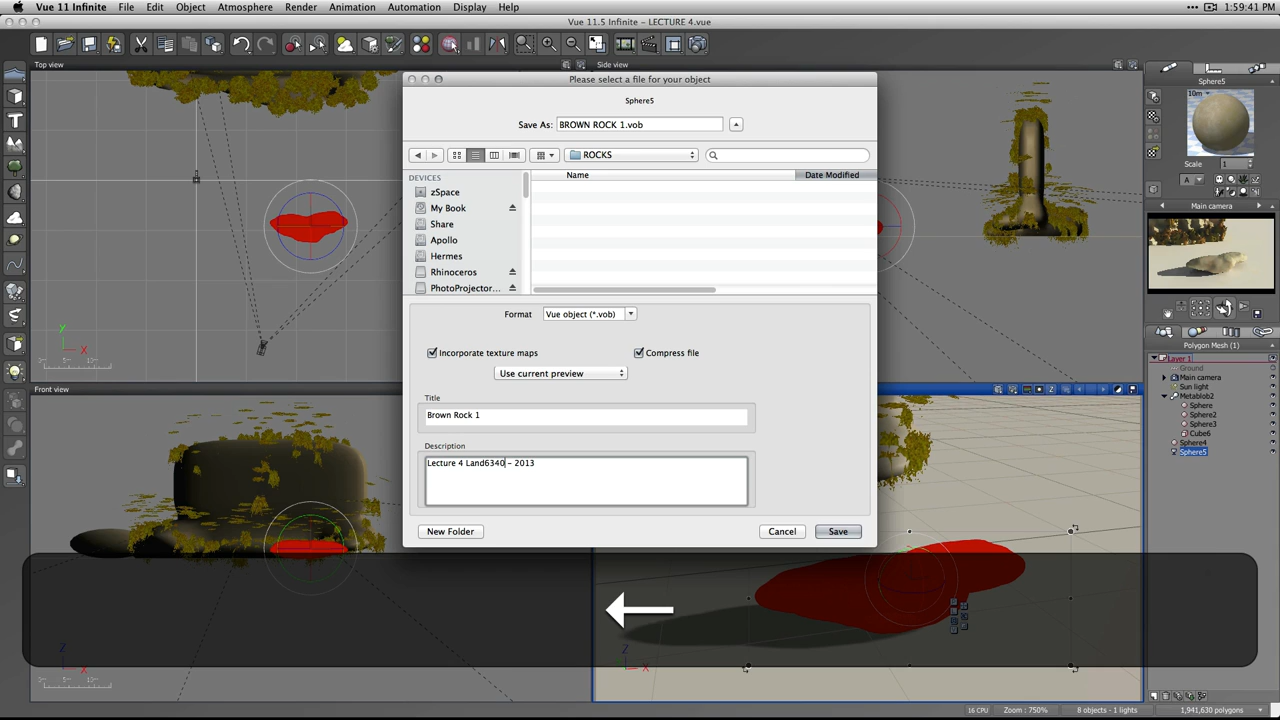 Vue 11 Infinite File Edit Object Atmosphere Render Animation Automation Display Help 1:59:41 PM
Vue 11.5 Infinite - LECTURE 4.vue
Top view
Side view
Please select a file for your object
Sphere5
Sphere5
Save As: BROWN ROCK 1.vob
10m
ROCKS
Scale 1
DEVICES
Name
Date Modified
zSpace
My Book
Share
Apollo
Hermes
Rhinoceros
PhotoProjector...
Main camera
y
X
Format Vue object (*.vob)
Incorporate texture maps
Compress file
Use current preview
Polygon Mesh (1)
Layer 1
Ground
Main camera
Sun light
Metablob2
Sphere
Sphere2
Sphere3
Cube6
Sphere4
Sphere5
Front view
Title
Brown Rock 1
Description
Lecture 4 Land6340 - 2013
New Folder
Cancel
Save
Z
X
Z
X
16 CPU
Zoom : 750%
8 objects - 1 lights
1,941,630 polygons